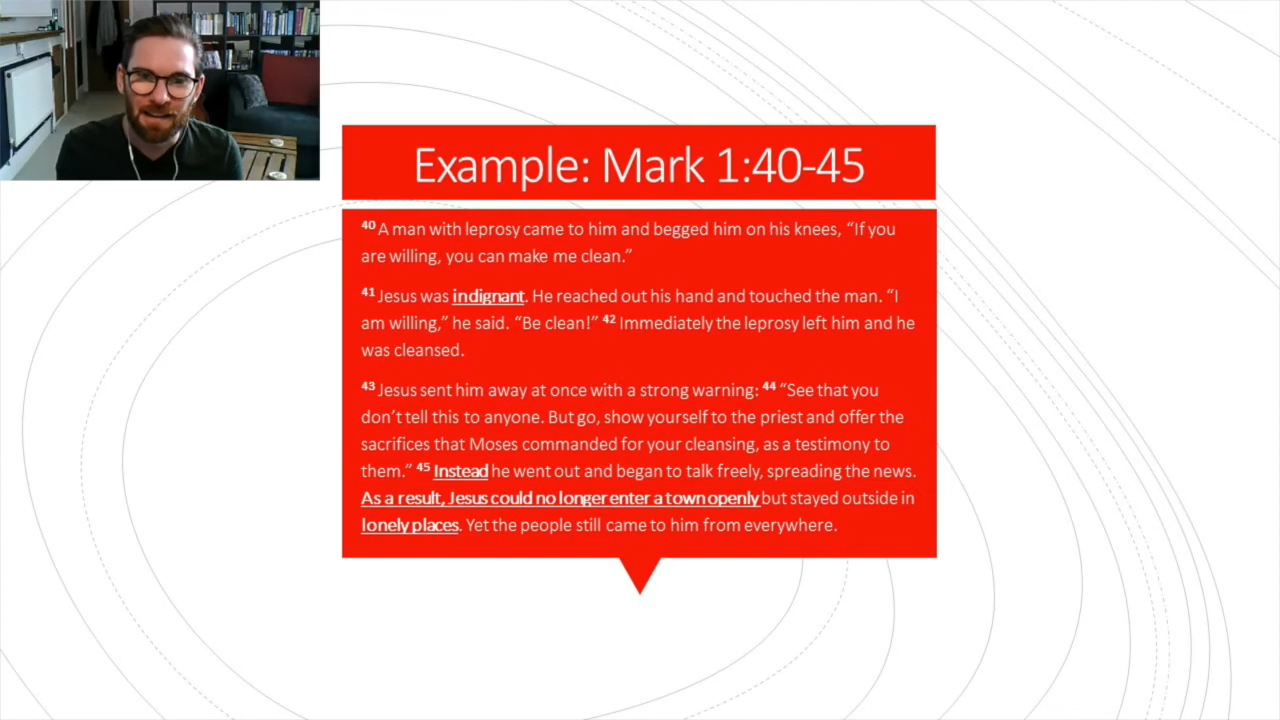 Example: Mark 1:40-45
40 A man with leprosy came to him and begged him on his knees, “If you
are willing, you can make me clean.”
41 Jesus was indignant. He reached out his hand and touched the man. “I
am willing,” he said. “Be clean!” 42 Immediately the leprosy left him and he
was cleansed.
43 Jesus sent him away at once with a strong warning: 44 “See that you
don’t tell this to anyone. But go, show yourself to the priest and offer the
sacrifices that Moses commanded for your cleansing, as a testimony to
them.” 45 Instead he went out and began to talk freely, spreading the news.
As a result, Jesus could no longer enter a town openly but stayed outside in
lonely places. Yet the people still came to him from everywhere.